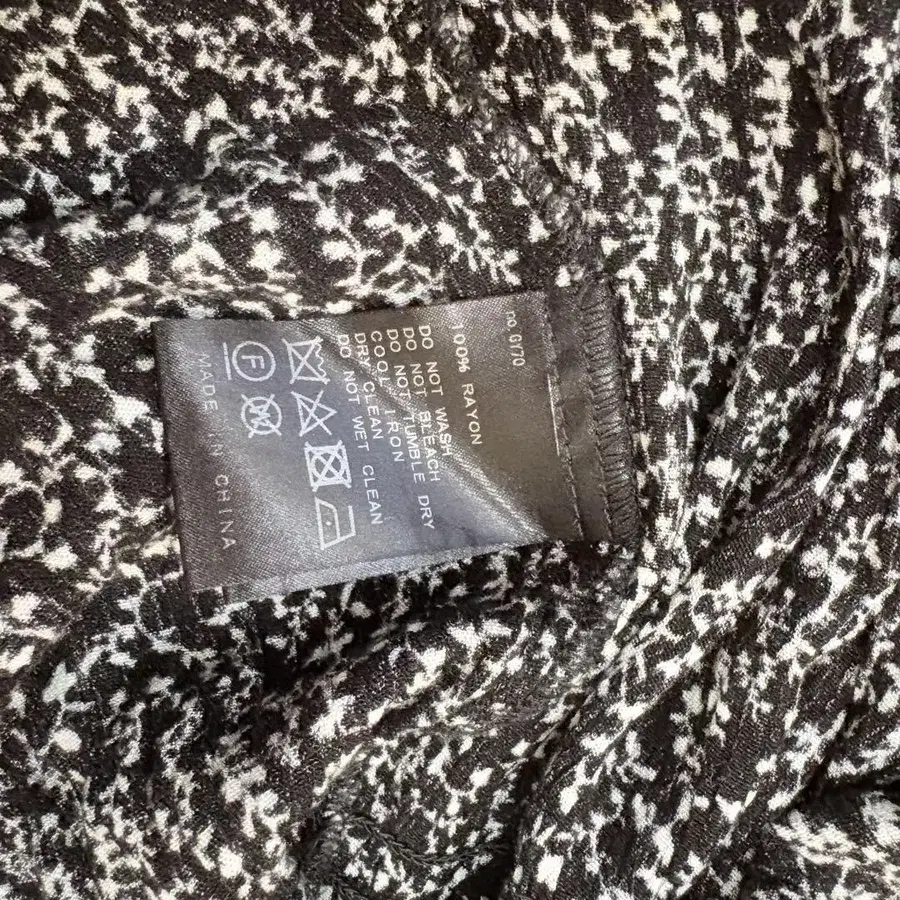 no. G170
100% RAYON
DO NOT WASH
DO NOT BLEACH
DO NOT TUMBLE DRY
COOL IRON
DRY CLEAN
DO NOT WET CLEAN
F
MADE IN CHINA